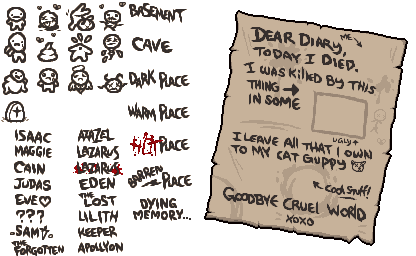 BASEMENT
CAVE
DARK PLACE
WARM PLACE
PLACE
BARREN PLACE
DYING
MEMORY...
ISAAC
MAGGIE
CAIN
JUDAS
EVE♡
???
SAMSON
THE
FORGOTTEN
AZAZEL
LAZARUS
LAZARUS
EDEN
THE
LOST
LILITH
KEEPER
APOLLYON
DEAR DIARY,
ME
TODAY I DIED.
I WAS KILLED BY THIS
THING →
IN SOME
UGLY↑
I LEAVE ALL THAT I OWN
TO MY CAT GUPPY
COOL STUFF!
GOODBYE CRUEL WORLD
XOXO